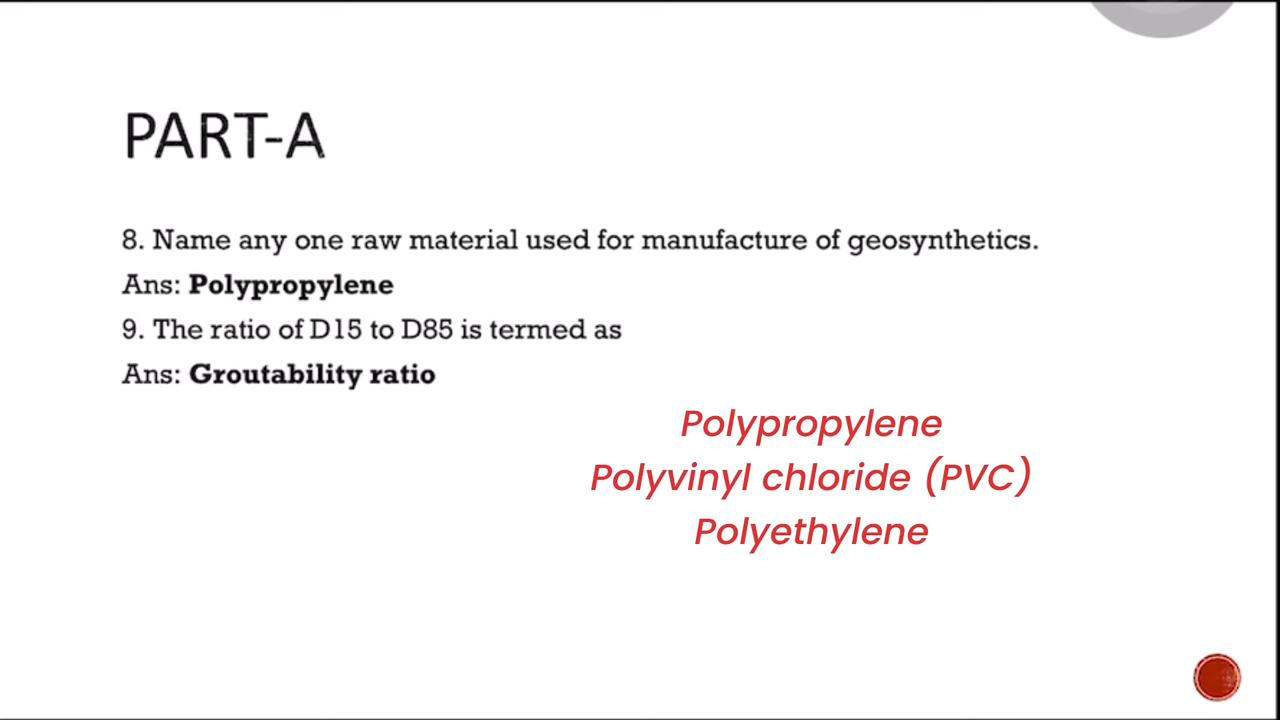 PART-A
8. Name any one raw material used for manufacture of geosynthetics.
Ans: Polypropylene
9. The ratio of D15 to D85 is termed as
Ans: Groutability ratio
Polypropylene
Polyvinyl chloride (PVC)
Polyethylene